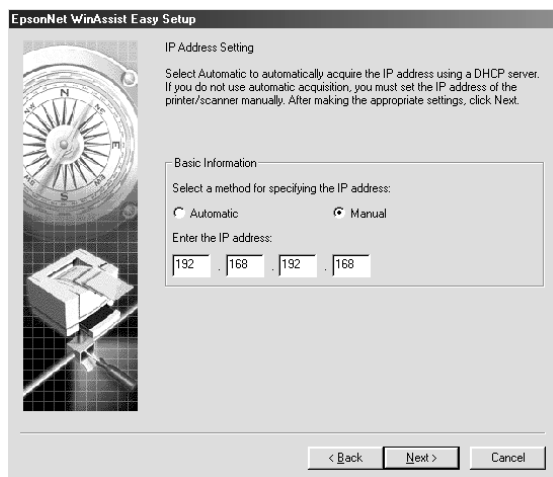 EpsonNet WinAssist Easy Setup
IP Address Setting
Select Automatic to automatically acquire the IP address using a DHCP server.
If you do not use automatic acquisition, you must set the IP address of the
printer/scanner manually. After making the appropriate settings, click Next.
Basic Information
Select a method for specifying the IP address:
Automatic Manual
Enter the IP address:
192 . 168 . 192 . 168
< Back Next > Cancel